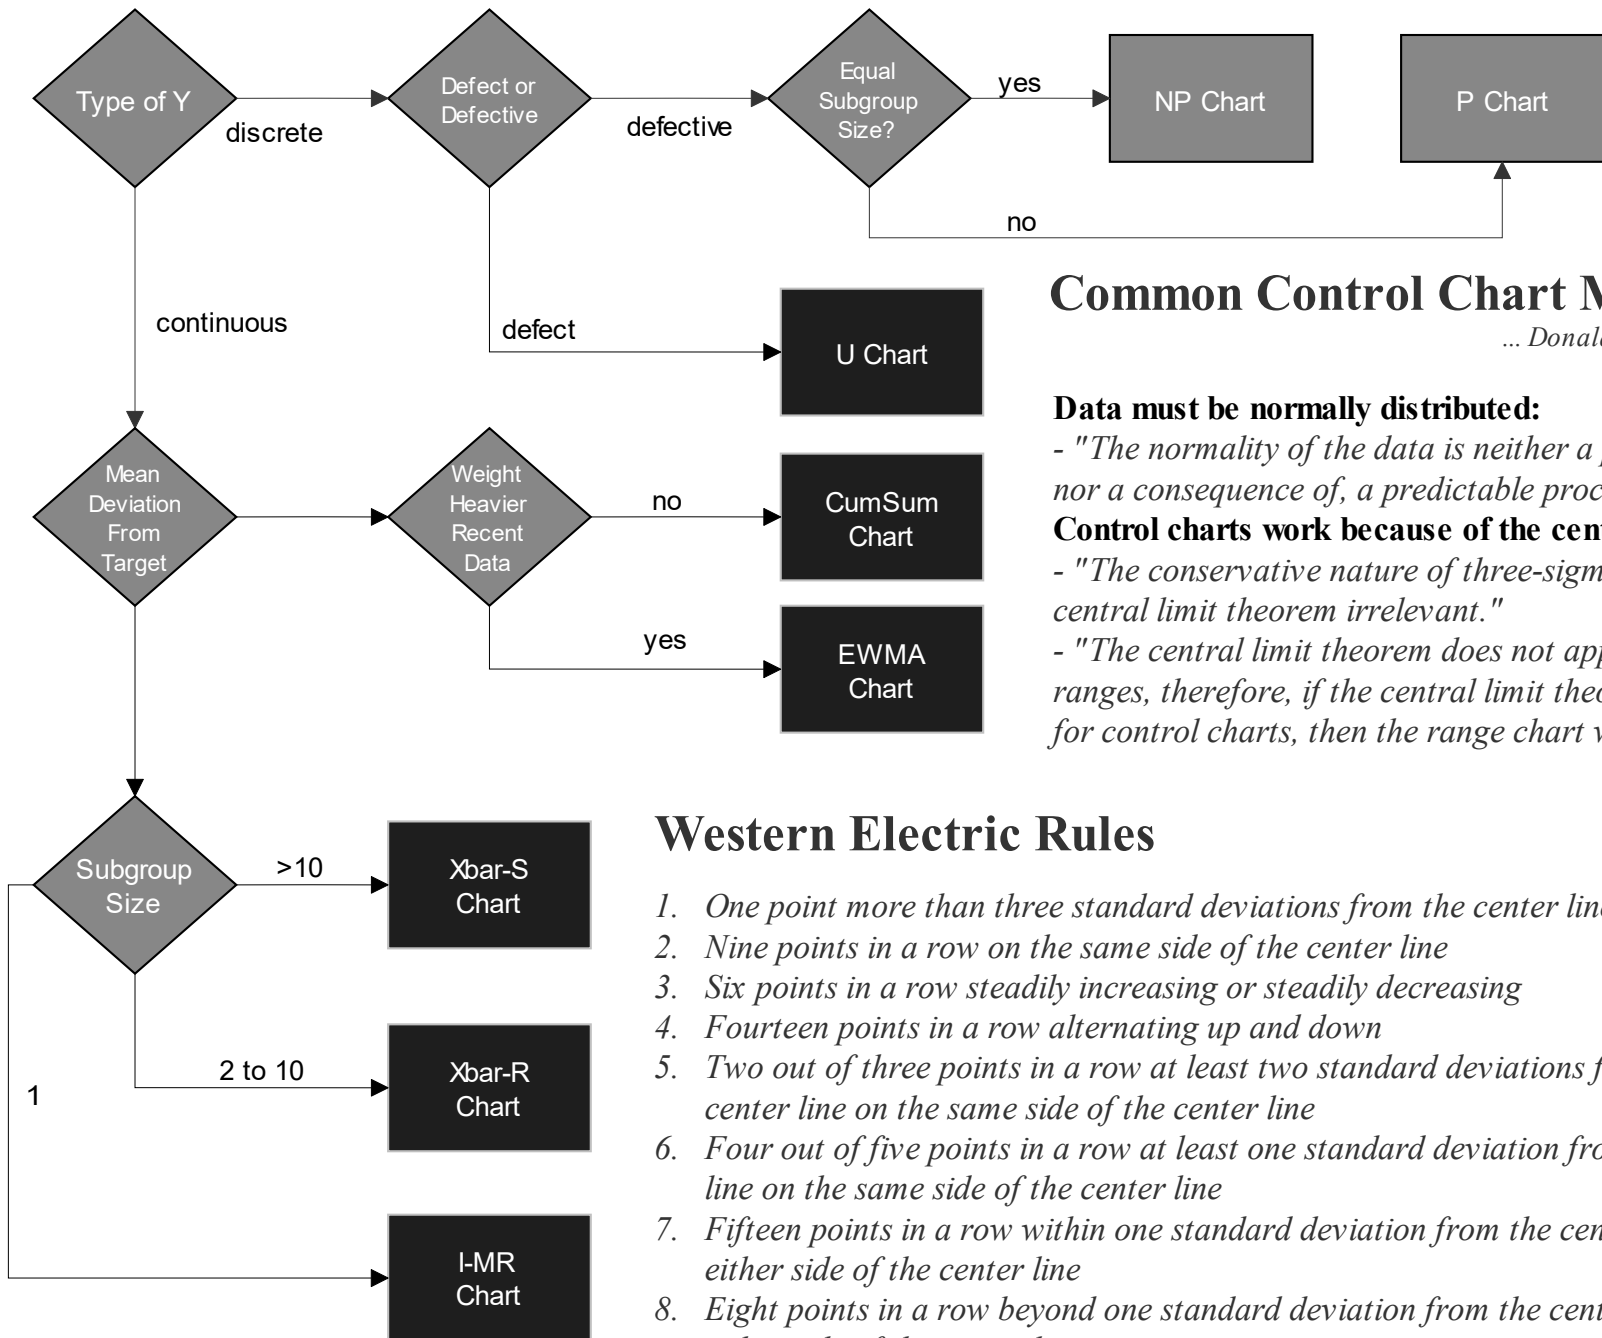 Type of Y
discrete
Defect or
Defective
defective
Equal
Subgroup
Size?
yes
NP Chart
P Chart
no
continuous
defect
U Chart
Common Control Chart
...
Data must be normally distributed:
- "The normality of the data is neither a
nor a consequence of, a predictable
Control charts work because of the
- "The conservative nature of
central limit theorem irrelevant."
- "The central limit theorem does not
ranges, therefore, if the central limit
for control charts, then the range chart
Mean
Deviation
From
Target
Weight
Heavier
Recent
Data
no
CumSum
Chart
yes
EWMA
Chart
Subgroup
Size
>10
Xbar-S
Chart
2 to 10
Xbar-R
Chart
1
I-MR
Chart
Western Electric Rules
1. One point more than three standard deviations from the center
2. Nine points in a row on the same side of the center line
3. Six points in a row steadily increasing or steadily decreasing
4. Fourteen points in a row alternating up and down
5. Two out of three points in a row at least two standard deviations
center line on the same side of the center line
6. Four out of five points in a row at least one standard deviation
line on the same side of the center line
7. Fifteen points in a row within one standard deviation from the
either side of the center line
8. Eight points in a row beyond one standard deviation from the